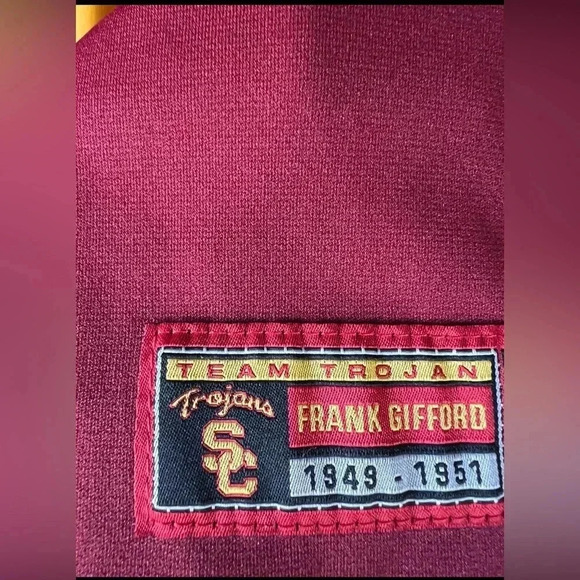 TEAM TROJAN
Trojans
SC
FRANK GIFFORD
1949 - 1951